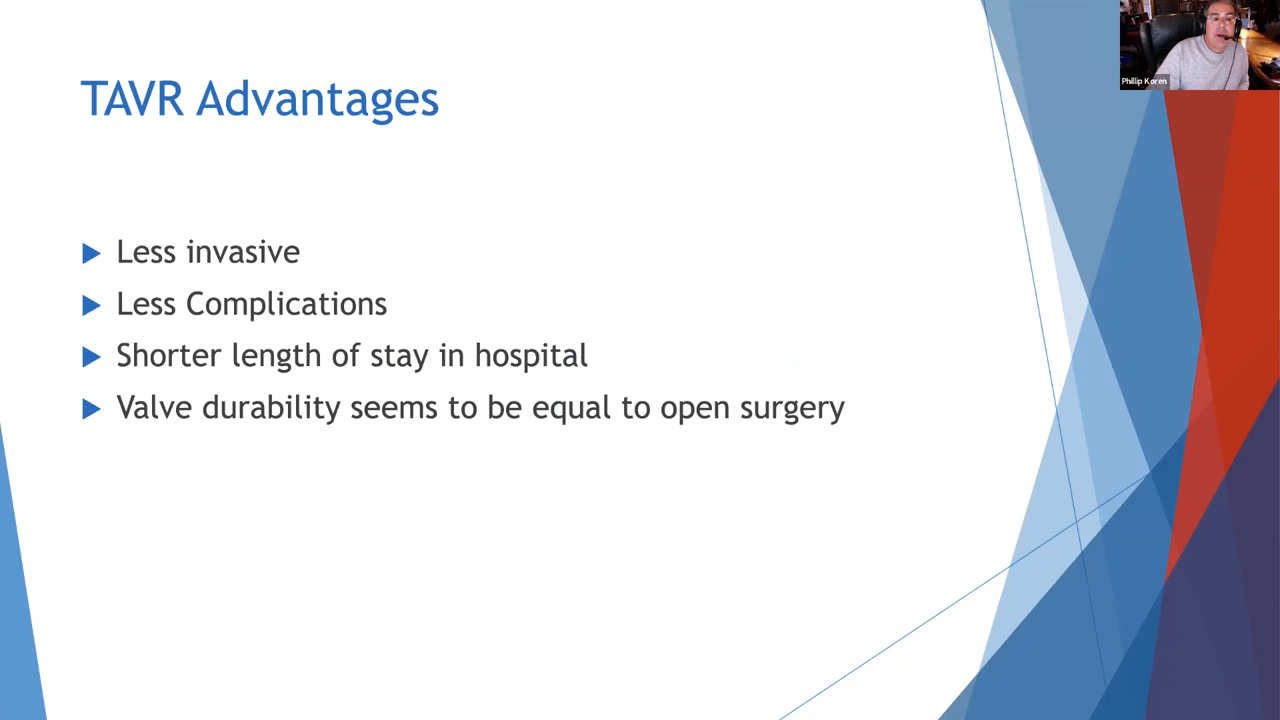 TAVR Advantages
Less invasive
Less Complications
Shorter length of stay in hospital
Valve durability seems to be equal to open surgery
Phillip Koren